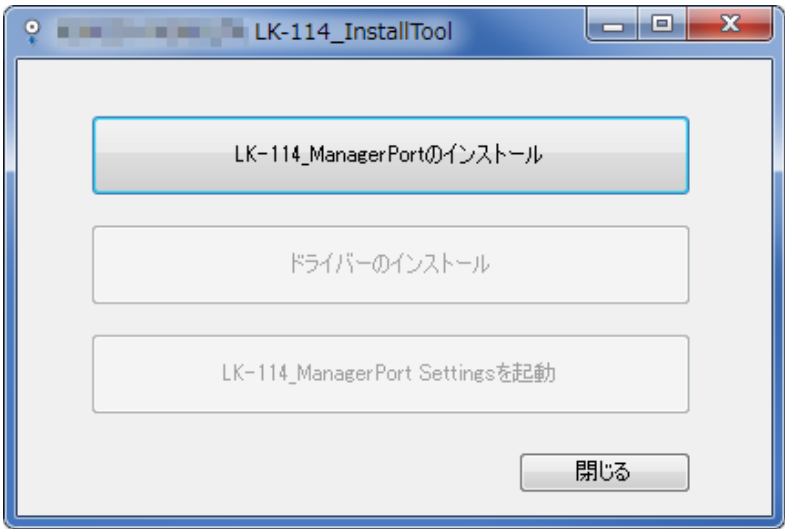 LK-114_InstallTool
LK-114_ManagerPortのインストール
ドライバーのインストール
LK-114_ManagerPort Settingsを起動
閉じる